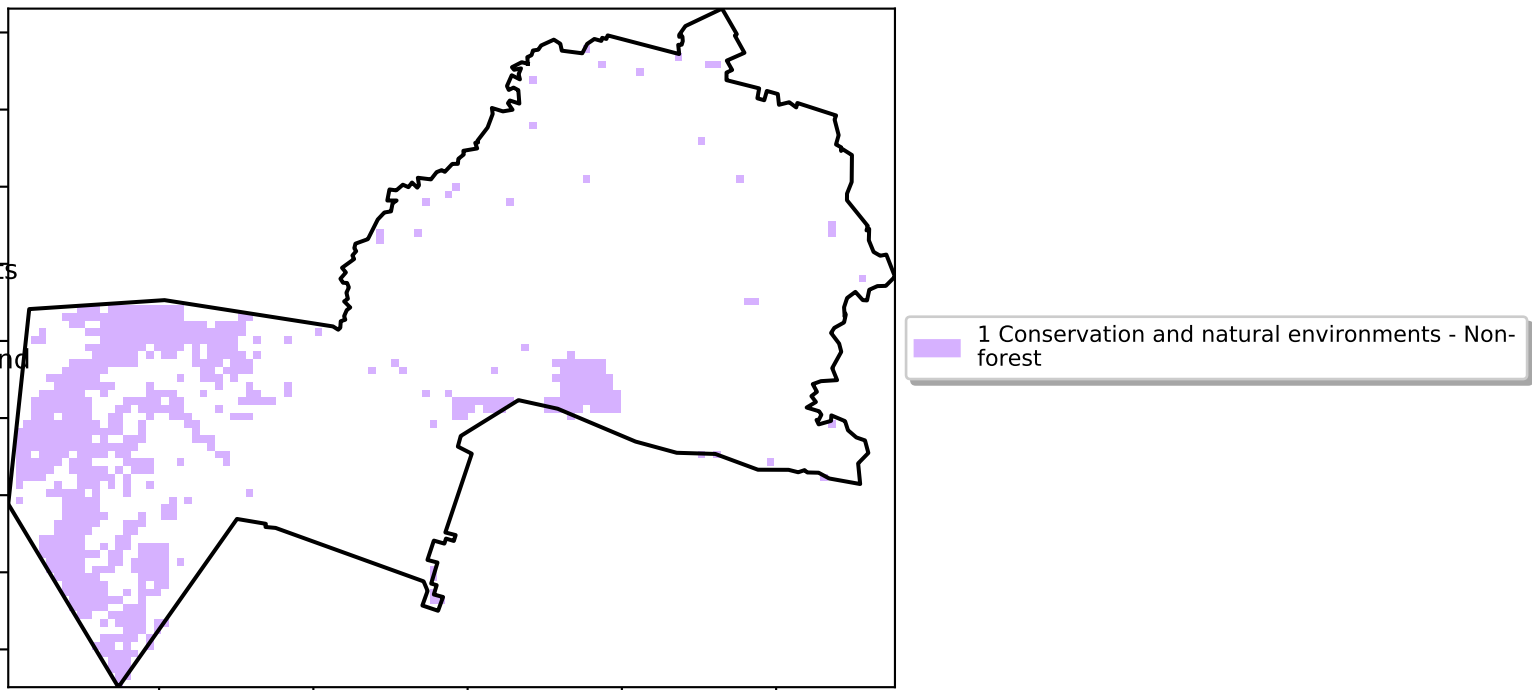 1 Conservation and natural environments - Non-
forest